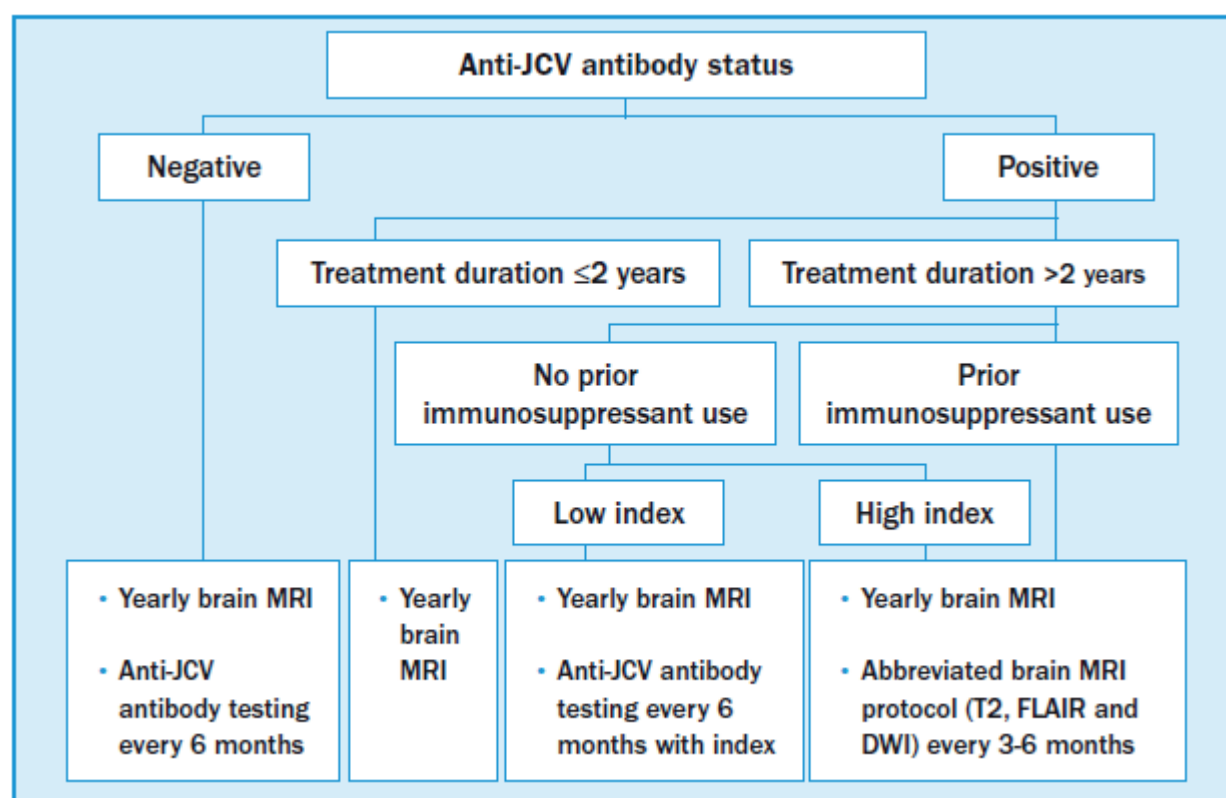 Anti-JCV antibody status
Negative
Positive
Treatment duration ≤2 years
Treatment duration >2 years
No prior
immunosuppressant use
Prior
immunosuppressant use
Low index
High index
• Yearly brain MRI
• Anti-JCV
antibody testing
every 6 months
• Yearly
brain
MRI
• Yearly brain MRI
• Anti-JCV antibody
testing every 6
months with index
• Yearly brain MRI
• Abbreviated brain MRI
protocol (T2, FLAIR and
DWI) every 3-6 months